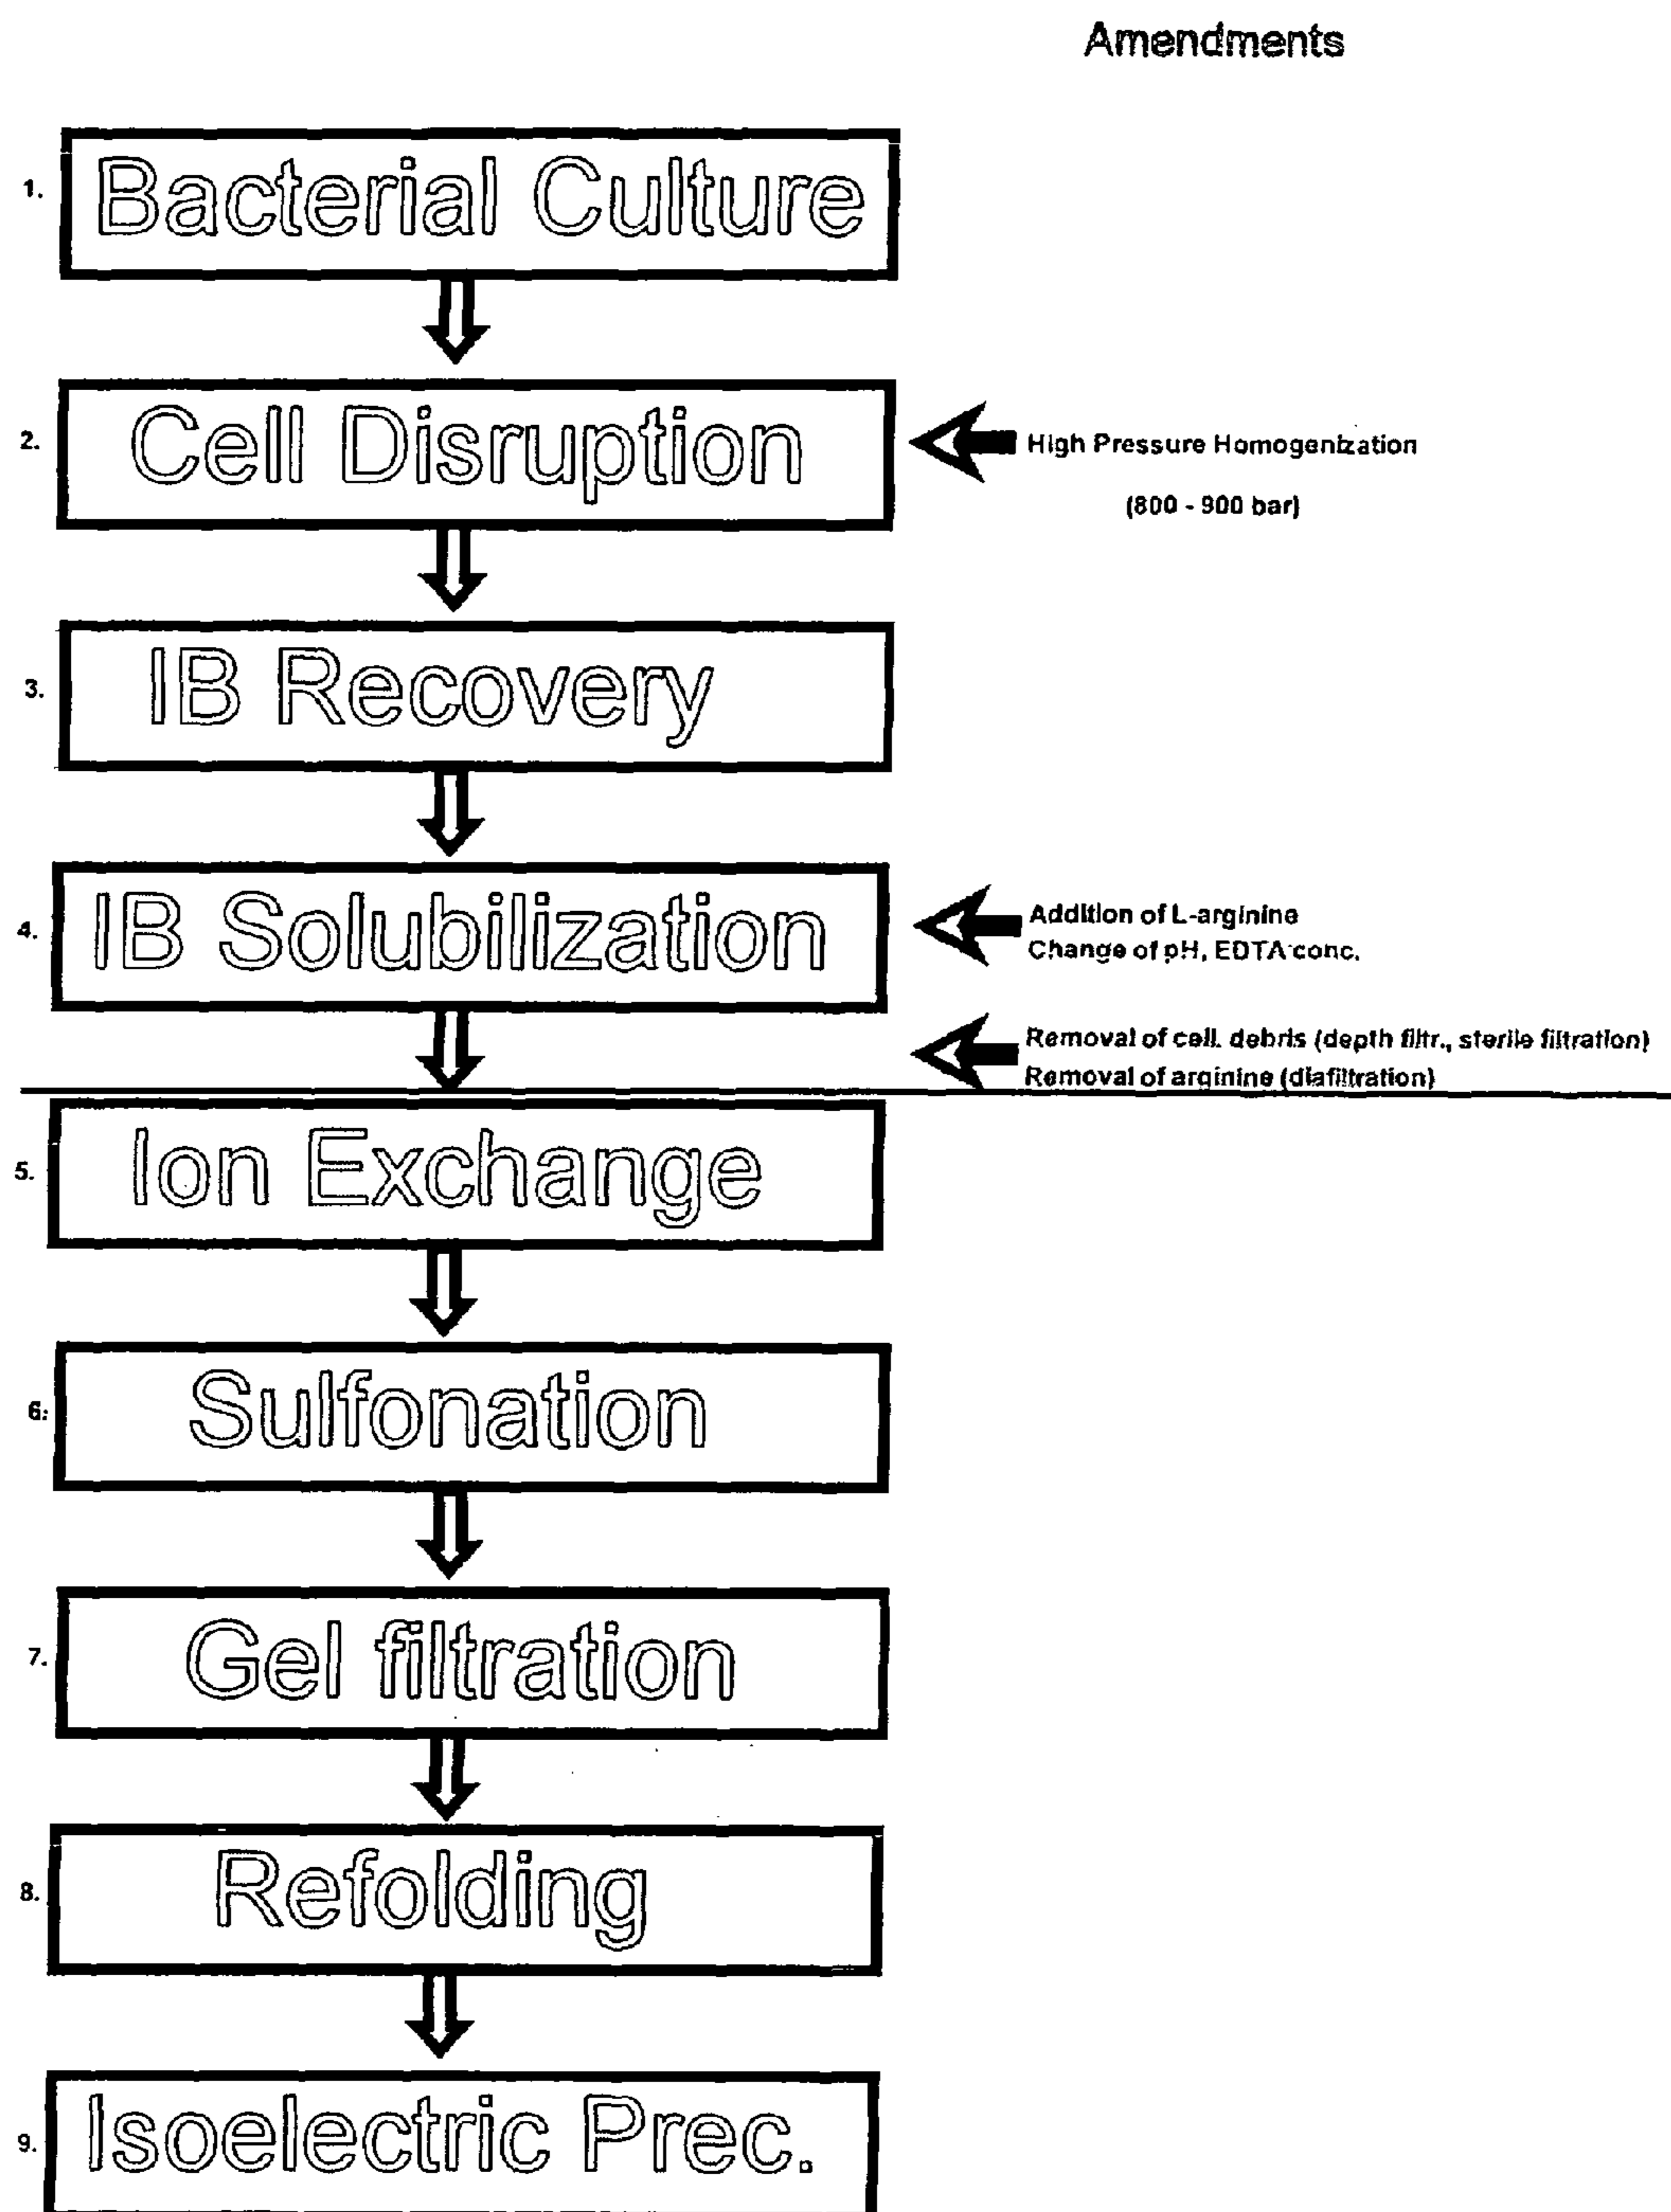 Amendments
1. Bacterial Culture
2. Cell Disruption
High Pressure Homogenization
(800 - 900 bar)
3. IB Recovery
4. IB Solubilization
Addition of L-arginine
Change of pH, EDTA conc.
Removal of cell. debris (depth filtr., sterile filtration)
Removal of arginine (diafiltration)
5. Ion Exchange
6. Sulfonation
7. Gel filtration
8. Refolding
9. Isoelectric Prec.